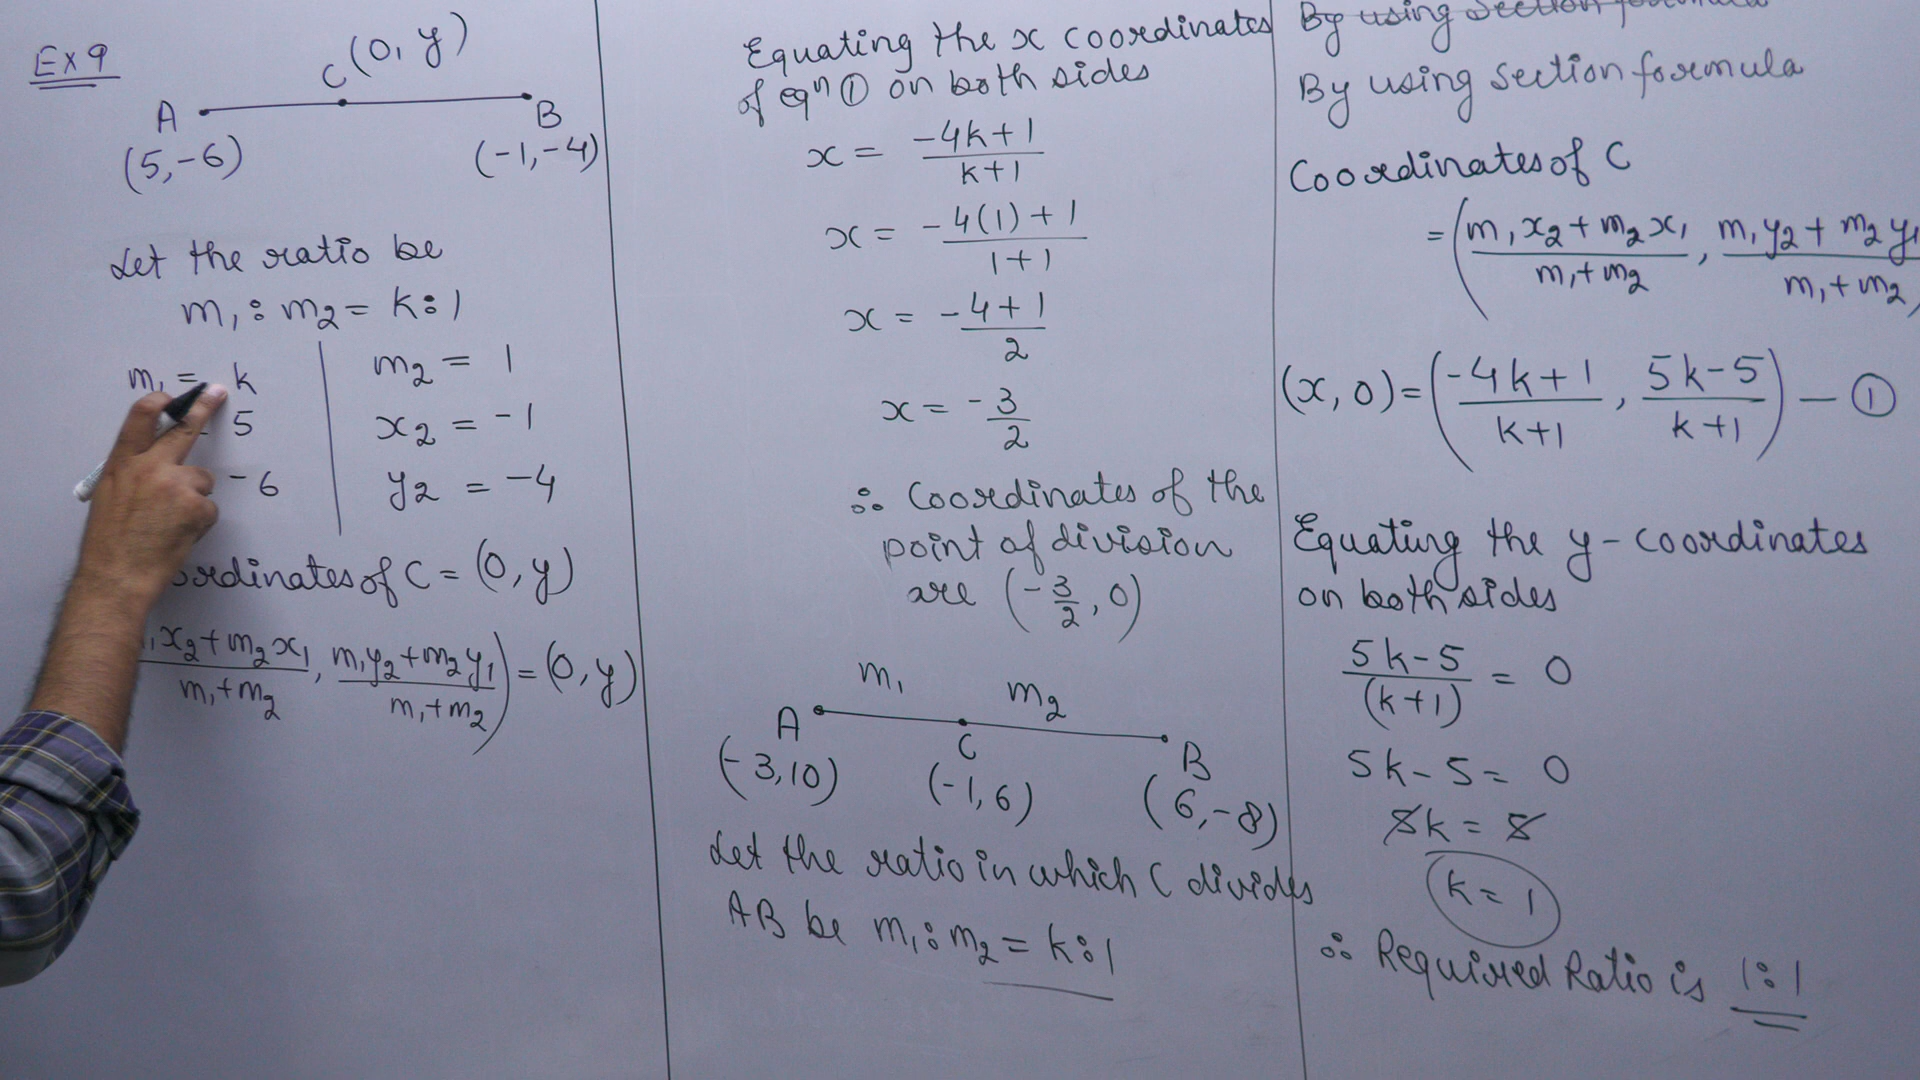 Ex 9
C (0, y)
A B
(5, -6) (-1, -4)
Let the ratio be
m₁ : m₂ = k : 1
m₁ = k m₂ = 1
5 x₂ = -1
-6 y₂ = -4
ordinates of C = (0, y)
x₂ + m₂x₁ / m₁ + m₂ , m₁y₂ + m₂y₁ / m₁ + m₂ ) = (0, y)
Equating the x coordinates
of eqⁿ ① on both sides
x = -4k + 1 / k + 1
x = -4(1) + 1 / 1 + 1
x = -4 + 1 / 2
x = -3/2
∴ Coordinates of the
point of division
are (-3/2, 0)
m₁ m₂
A C B
(-3, 10) (-1, 6) (6, -8)
Let the ratio in which C divides
AB be m₁ : m₂ = k : 1
By using section formula
By using section formula
Coordinates of C
= ( m₁x₂ + m₂x₁ / m₁ + m₂ , m₁y₂ + m₂y₁ / m₁ + m₂
(x, 0) = ( -4k + 1 / k + 1 , 5k - 5 / k + 1 ) — ①
Equating the y - coordinates
on both sides
5k - 5 / (k + 1) = 0
5k - 5 = 0
5k = 5
k = 1
∴ Required Ratio is 1 : 1